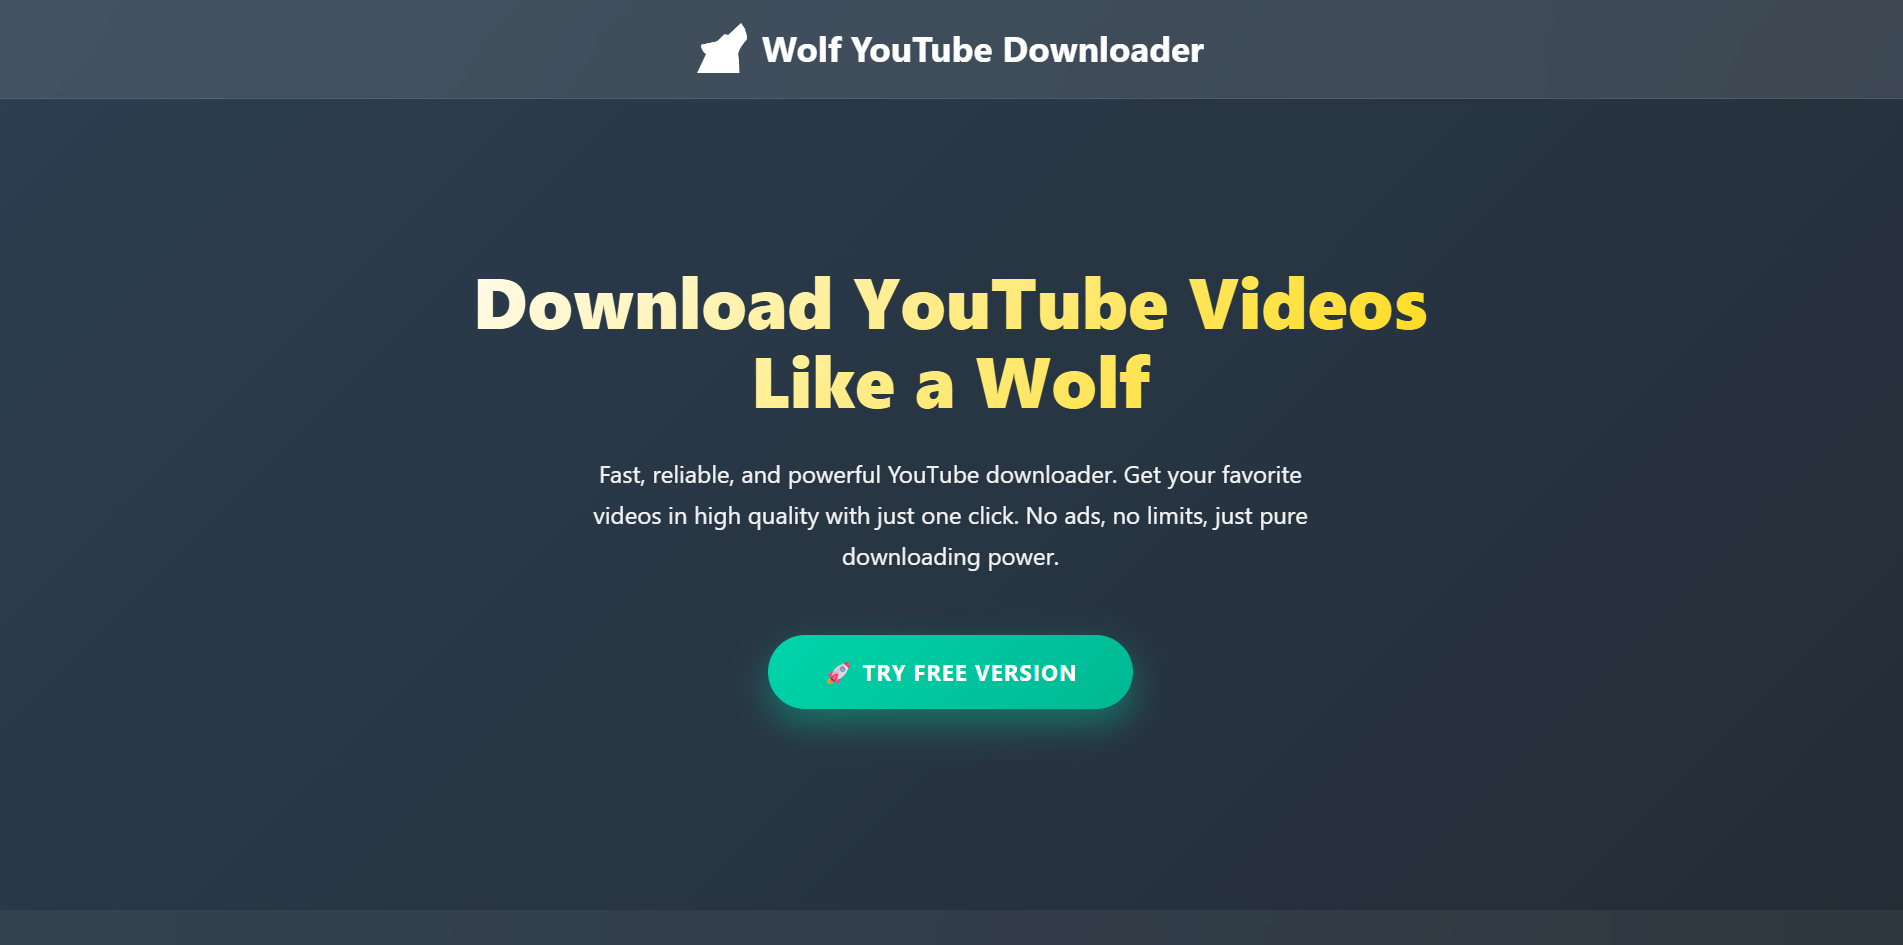 Wolf YouTube Downloader
Download YouTube Videos
Like a Wolf
Fast, reliable, and powerful YouTube downloader. Get your favorite
videos in high quality with just one click. No ads, no limits, just pure
downloading power.
🚀 TRY FREE VERSION